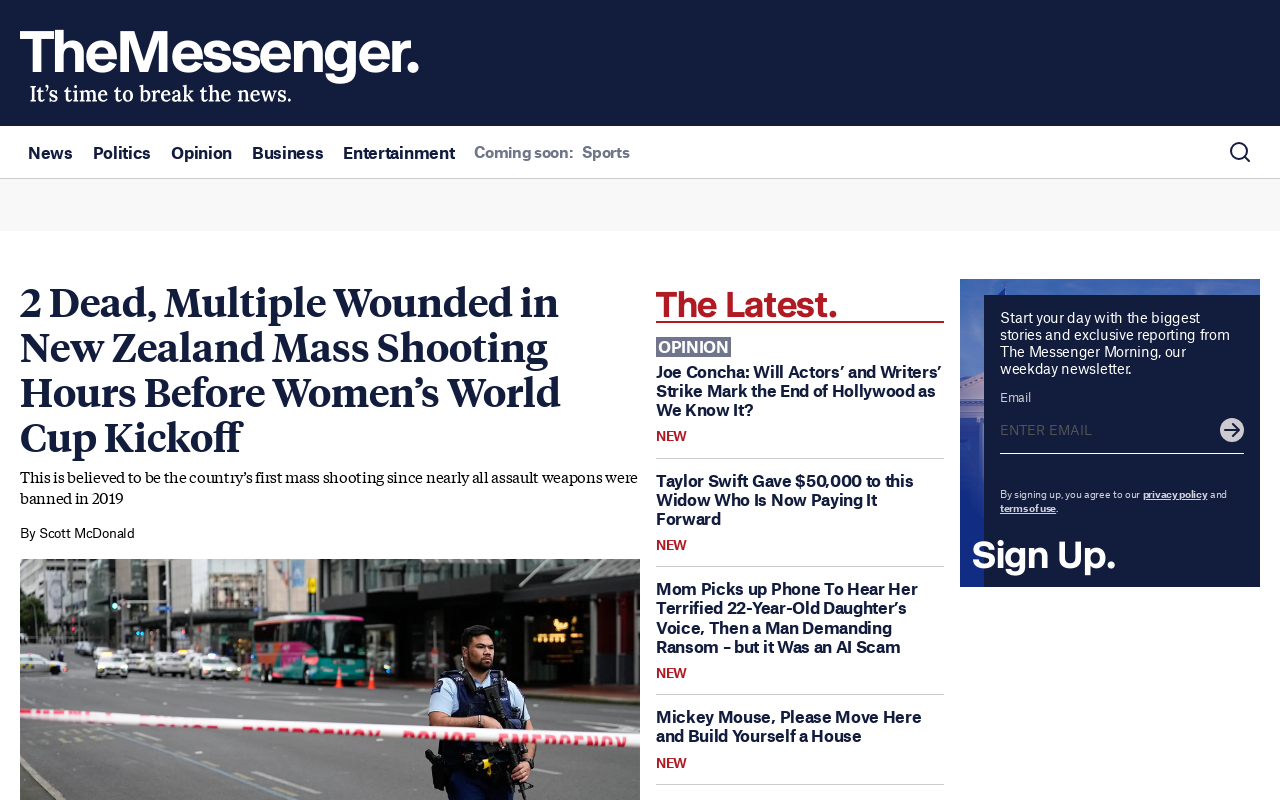 TheMessenger.
It's time to break the news.
News Politics Opinion Business Entertainment Coming soon: Sports
2 Dead, Multiple Wounded in
New Zealand Mass Shooting
Hours Before Women's World
Cup Kickoff
This is believed to be the country's first mass shooting since nearly all assault weapons were
banned in 2019
By Scott McDonald
POLICE EMERGENCY POLICE EMERGENCY
The Latest.
OPINION
Joe Concha: Will Actors' and Writers'
Strike Mark the End of Hollywood as
We Know It?
NEW
Taylor Swift Gave $50,000 to this
Widow Who Is Now Paying It
Forward
NEW
Mom Picks up Phone To Hear Her
Terrified 22-Year-Old Daughter's
Voice, Then a Man Demanding
Ransom – but it Was an AI Scam
NEW
Mickey Mouse, Please Move Here
and Build Yourself a House
NEW
Start your day with the biggest
stories and exclusive reporting from
The Messenger Morning, our
weekday newsletter.
Email
ENTER EMAIL
By signing up, you agree to our privacy policy and
terms of use.
Sign Up.